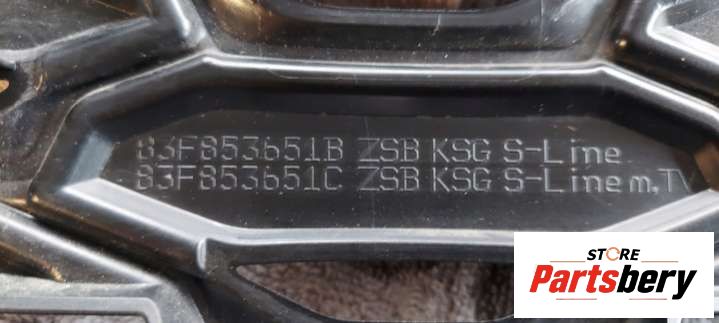 83F853651B ZSB KSG S-Line
83F853651C ZSB KSG S-Line m,TV
STORE
Partsbery